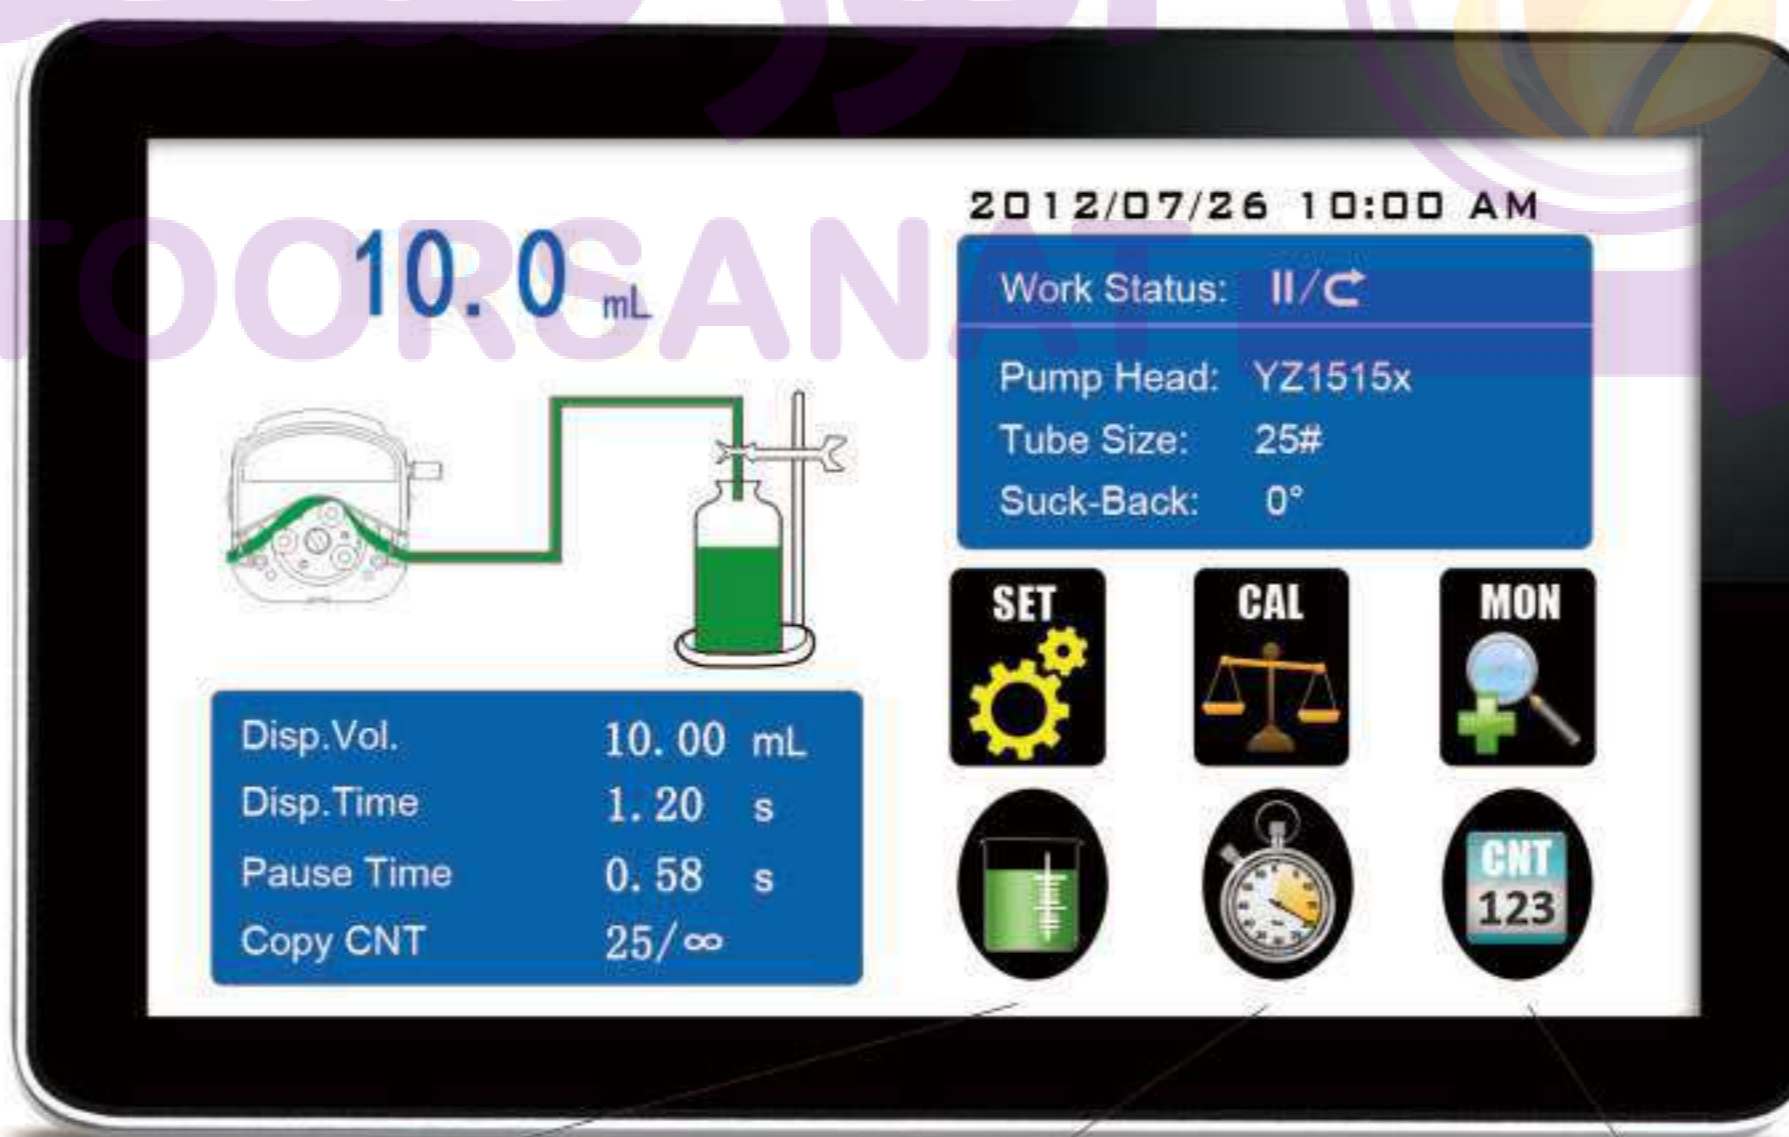 2012/07/26 10:00 AM
10.0 mL
TOORSANAT
Work Status:
Pump Head: YZ1515x
Tube Size: 25#
Suck-Back: 0°
SET
CAL
MON
Disp.Vol. 10.00 mL
Disp.Time 1.20 s
Pause Time 0.58 s
Copy CNT 25/∞
CNT
123